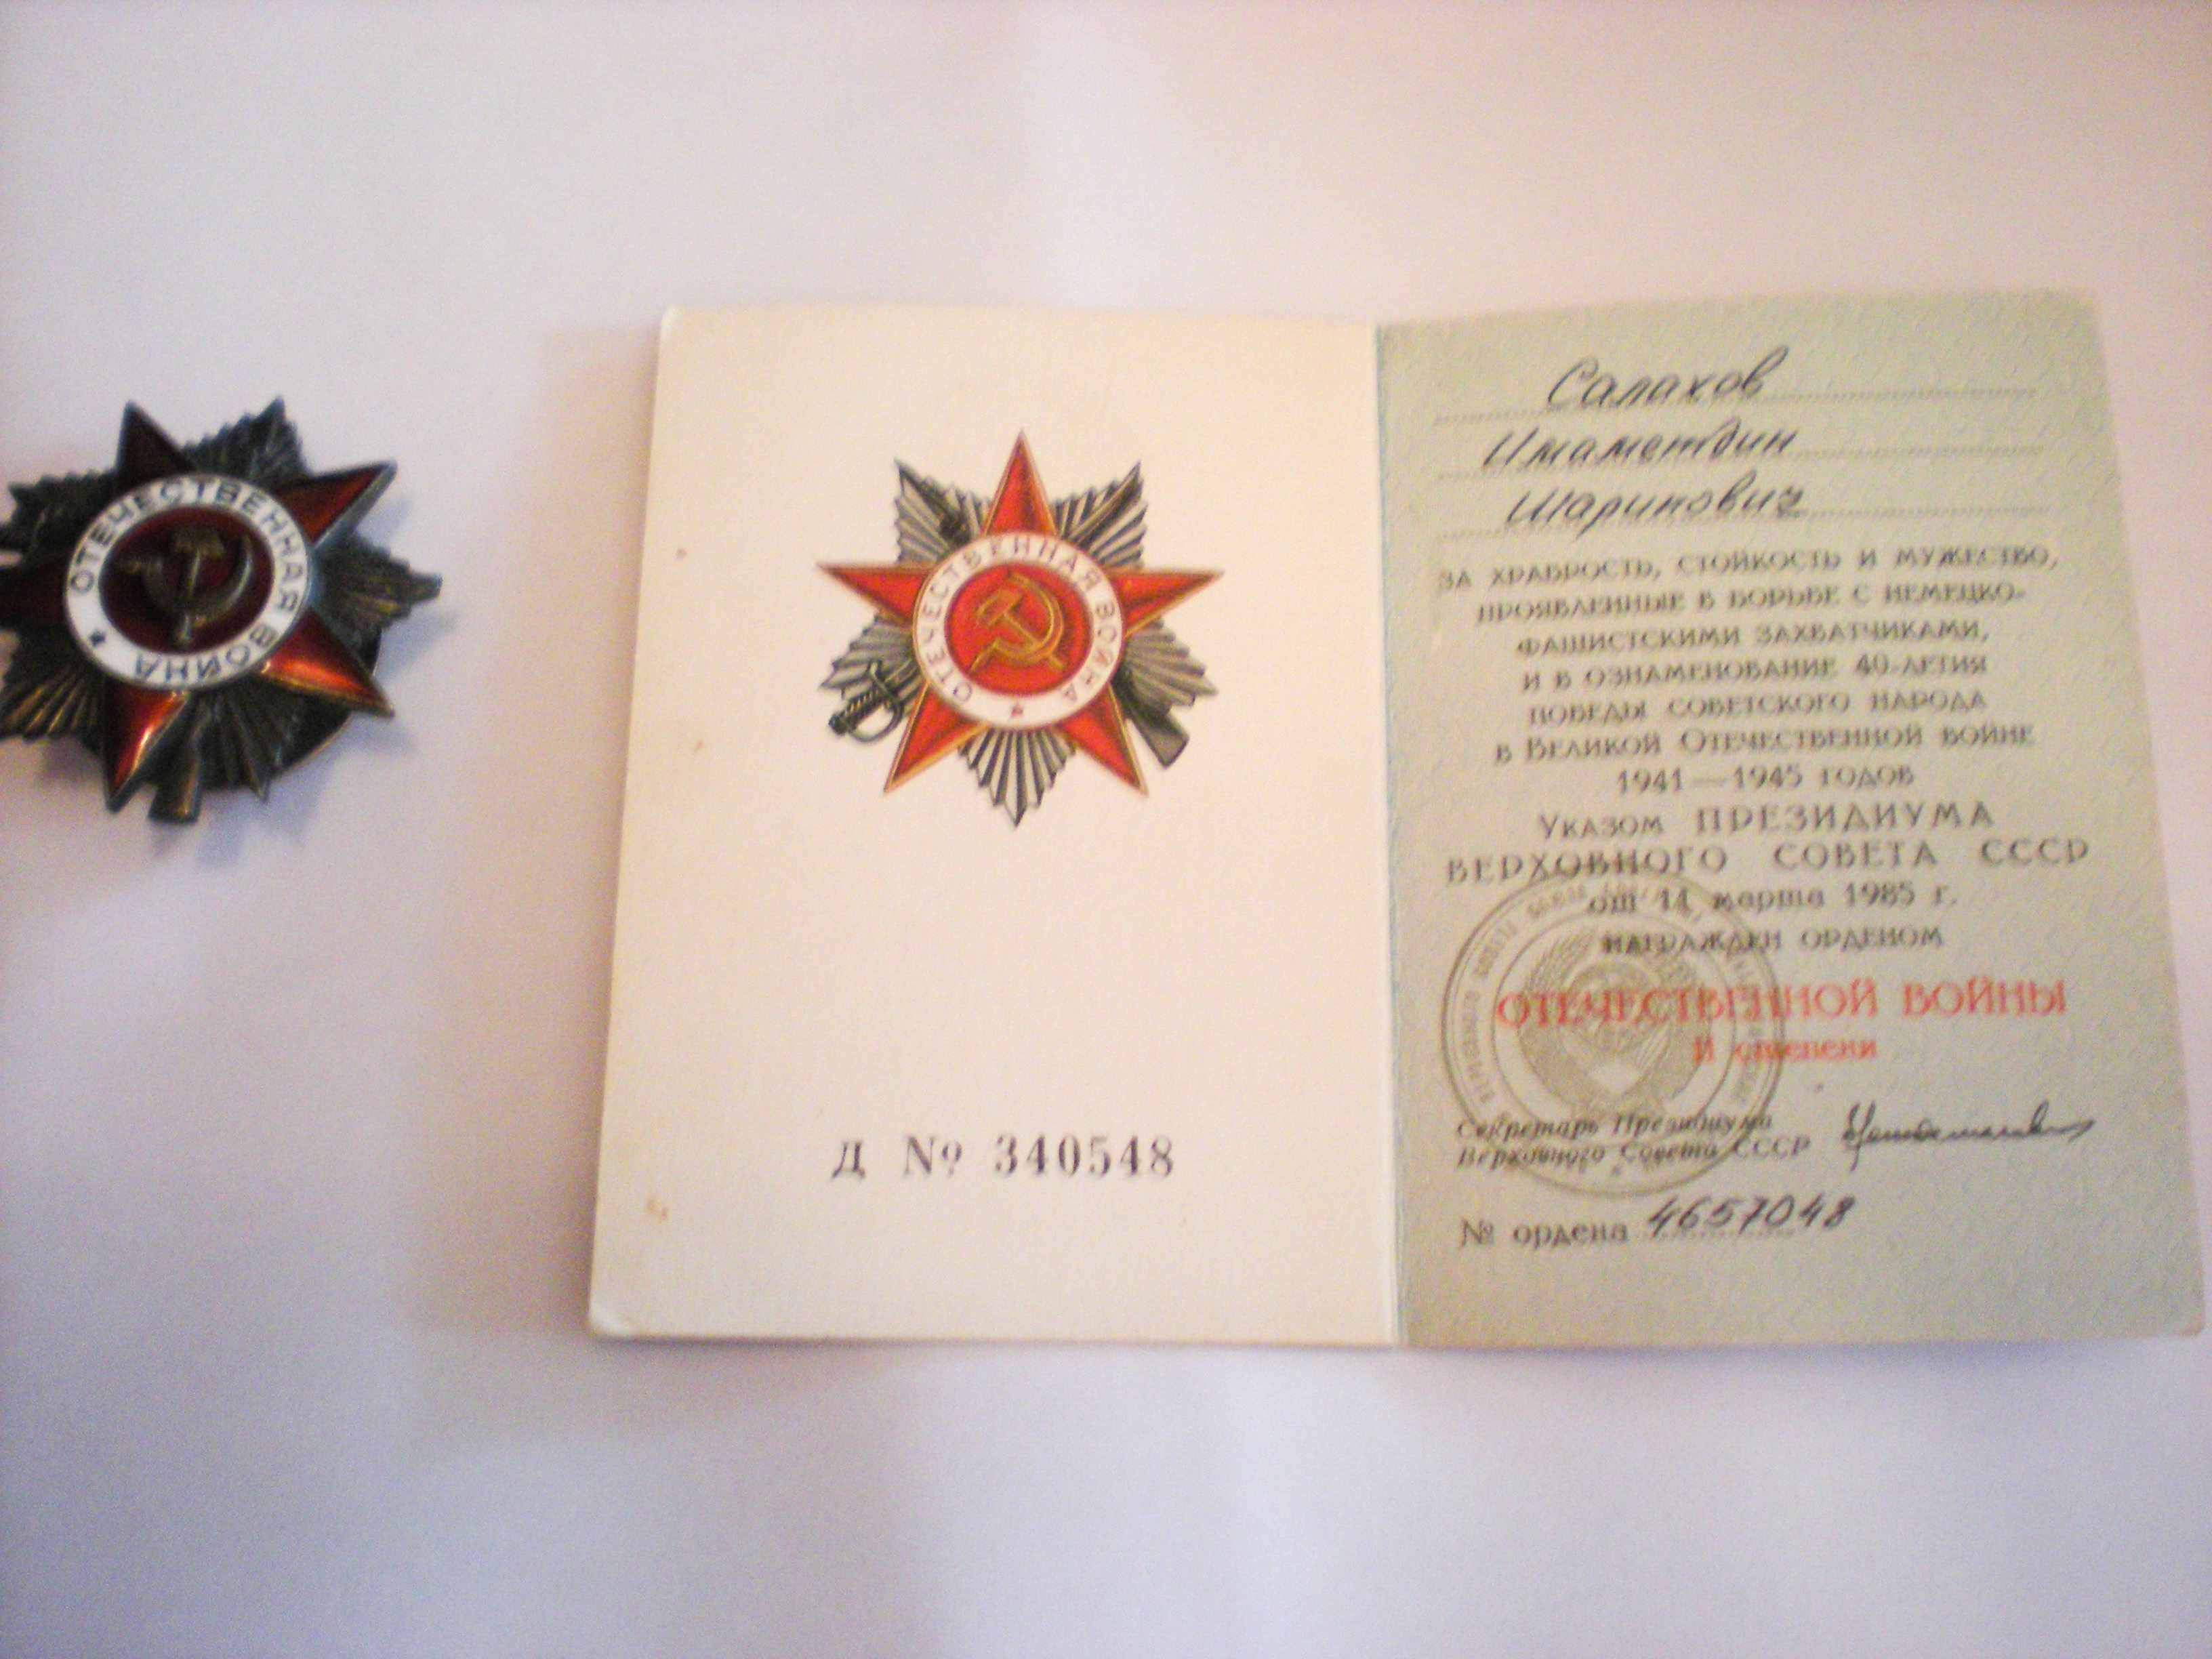 ОТЕЧЕСТВЕННАЯ ВОЙНА
ОТЕЧЕСТВЕННАЯ ВОЙНА
Д № 340548
Салахов
Имаметдин
Шарипович
ЗА ХРАБРОСТЬ, СТОЙКОСТЬ И МУЖЕСТВО,
ПРОЯВЛЕННЫЕ В БОРЬБЕ С НЕМЕЦКО-
ФАШИСТСКИМИ ЗАХВАТЧИКАМИ,
И В ОЗНАМЕНОВАНИЕ 40-ЛЕТИЯ
ПОБЕДЫ СОВЕТСКОГО НАРОДА
В ВЕЛИКОЙ ОТЕЧЕСТВЕННОЙ ВОЙНЕ
1941—1945 ГОДОВ
УКАЗОМ ПРЕЗИДИУМА
ВЕРХОВНОГО СОВЕТА СССР
от 11 марта 1985 г.
НАГРАЖДЕН ОРДЕНОМ
ОТЕЧЕСТВЕННОЙ ВОЙНЫ
II степени
Секретарь Президиума
Верховного Совета СССР
№ ордена 4657048